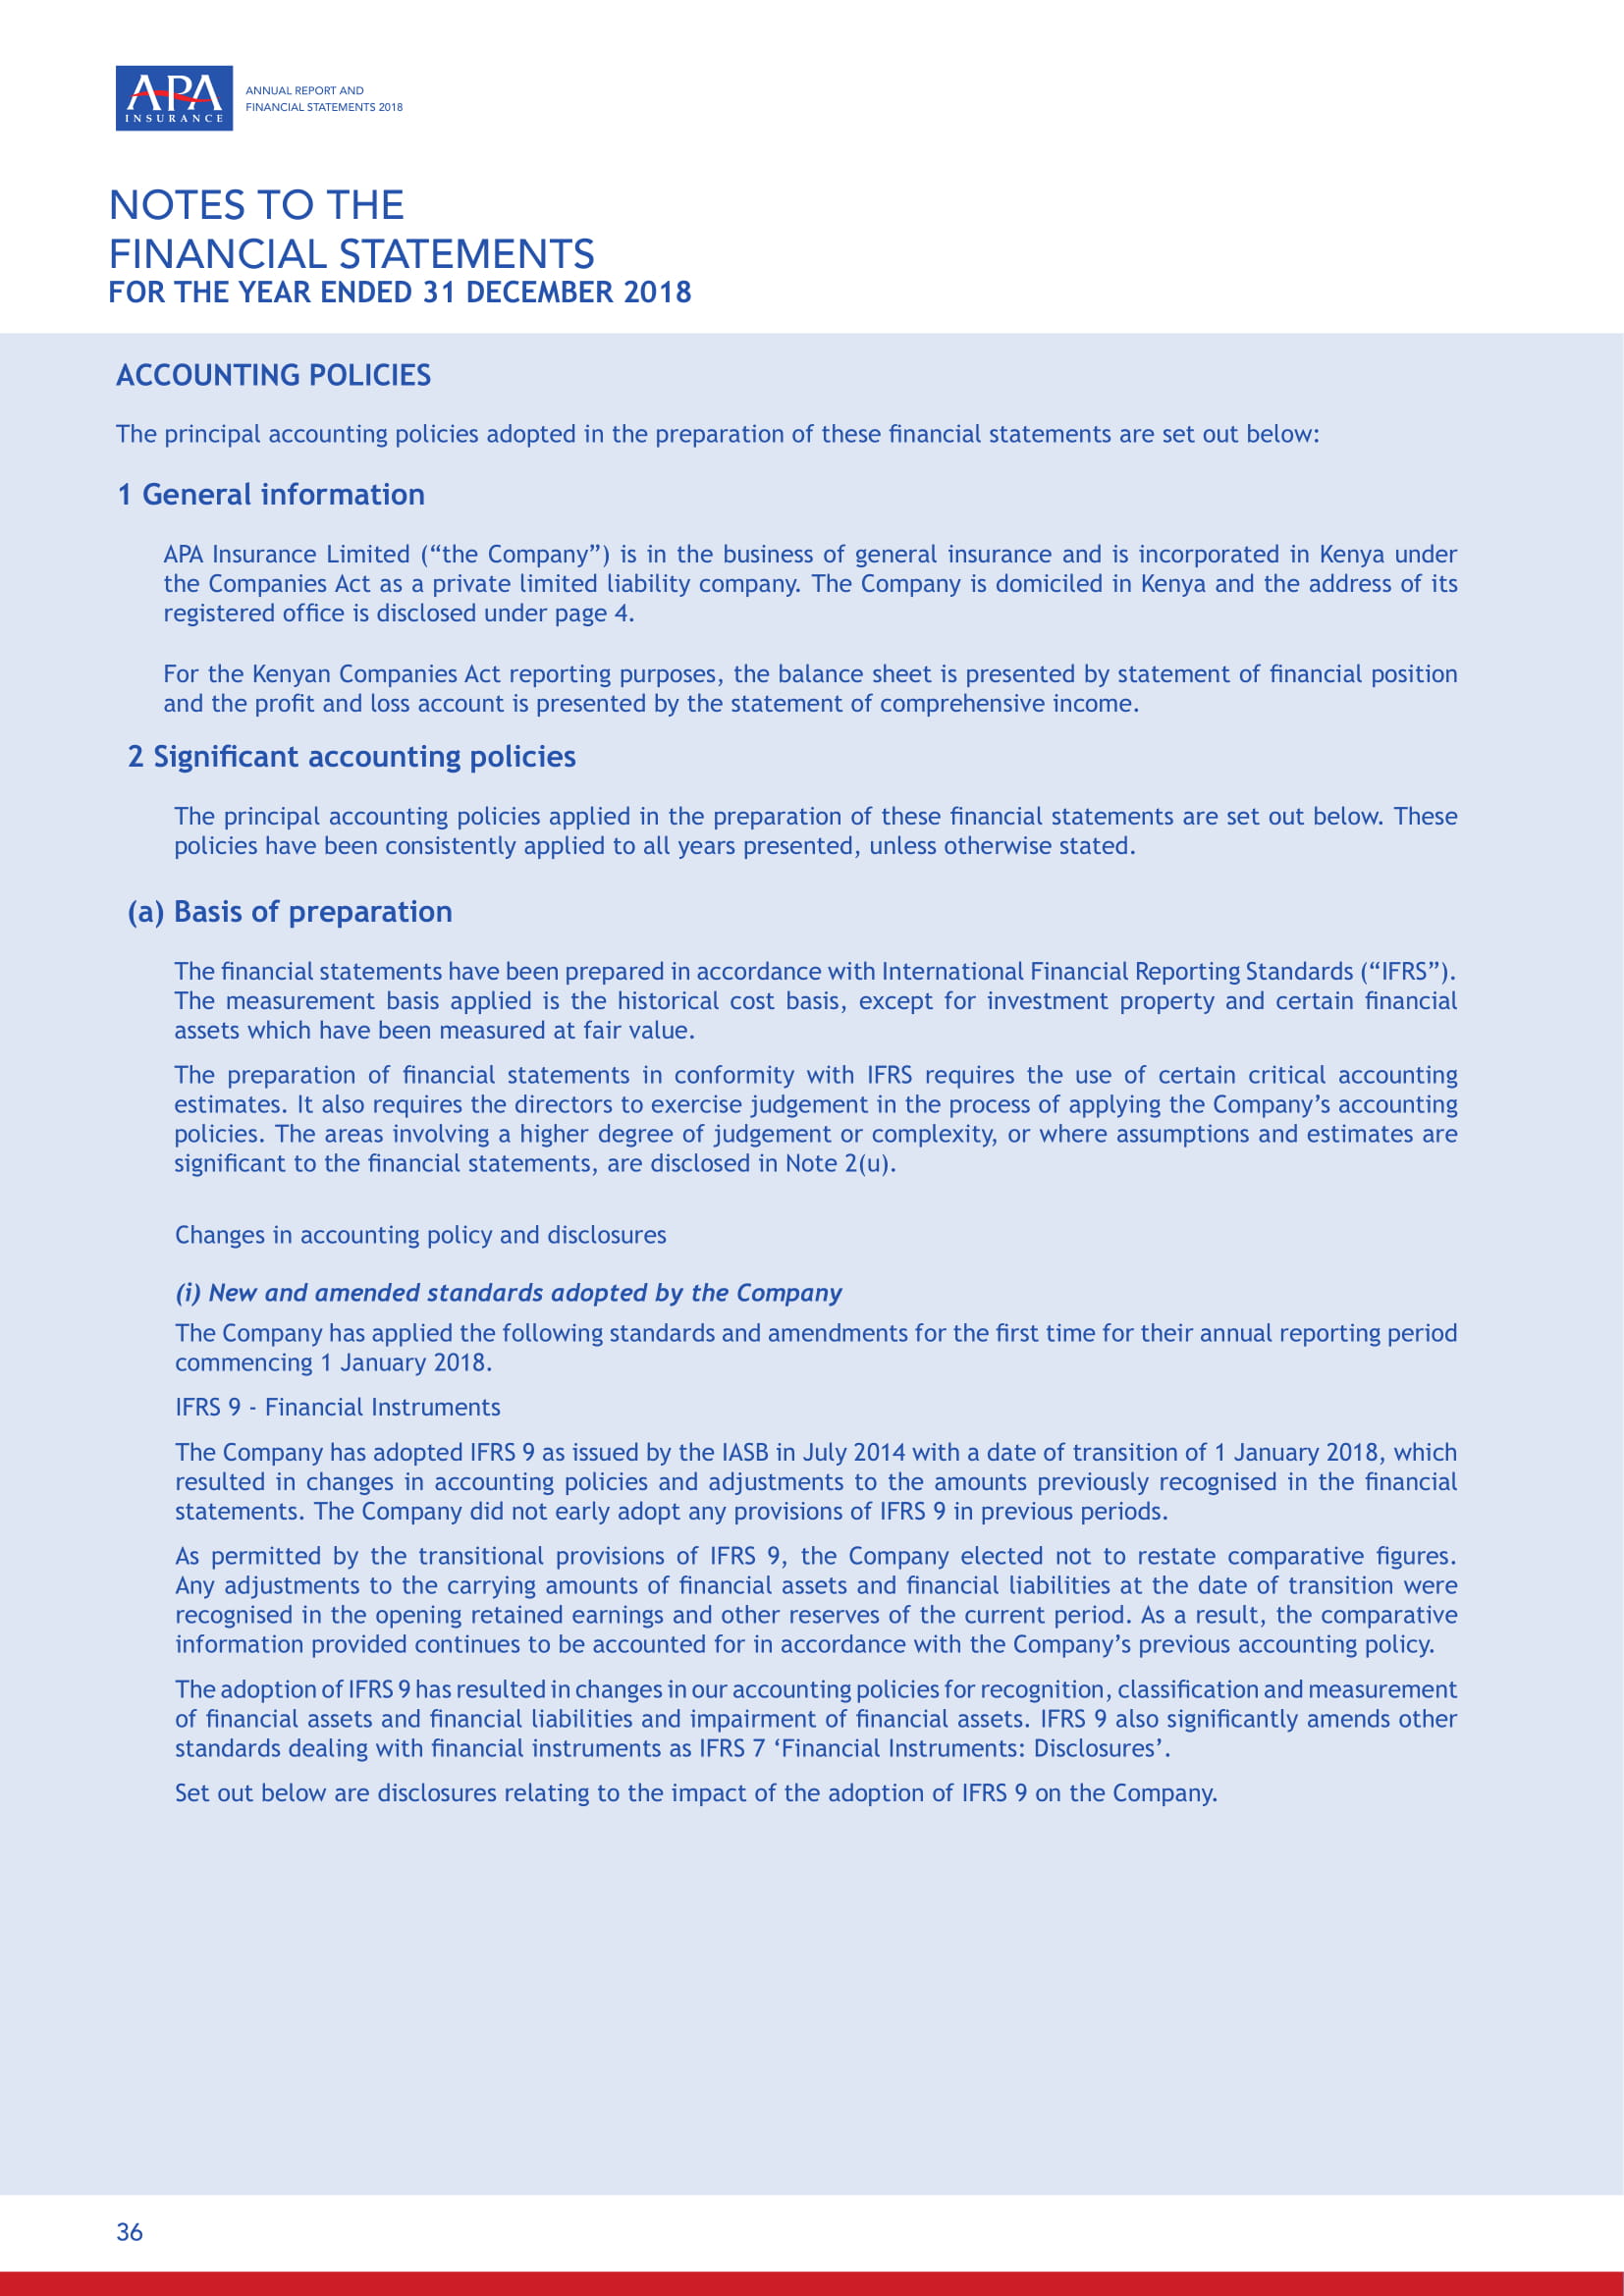 APA
INSURANCE
ANNUAL REPORT AND
FINANCIAL STATEMENTS 2018
NOTES TO THE
FINANCIAL STATEMENTS
FOR THE YEAR ENDED 31 DECEMBER 2018
ACCOUNTING POLICIES
The principal accounting policies adopted in the preparation of these financial statements are set out below:
1 General information
APA Insurance Limited (“the Company”) is in the business of general insurance and is incorporated in Kenya under
the Companies Act as a private limited liability company. The Company is domiciled in Kenya and the address of its
registered office is disclosed under page 4.
For the Kenyan Companies Act reporting purposes, the balance sheet is presented by statement of financial position
and the profit and loss account is presented by the statement of comprehensive income.
2 Significant accounting policies
The principal accounting policies applied in the preparation of these financial statements are set out below. These
policies have been consistently applied to all years presented, unless otherwise stated.
(a) Basis of preparation
The financial statements have been prepared in accordance with International Financial Reporting Standards (“IFRS”).
The measurement basis applied is the historical cost basis, except for investment property and certain financial
assets which have been measured at fair value.
The preparation of financial statements in conformity with IFRS requires the use of certain critical accounting
estimates. It also requires the directors to exercise judgement in the process of applying the Company’s accounting
policies. The areas involving a higher degree of judgement or complexity, or where assumptions and estimates are
significant to the financial statements, are disclosed in Note 2(u).
Changes in accounting policy and disclosures
(i) New and amended standards adopted by the Company
The Company has applied the following standards and amendments for the first time for their annual reporting period
commencing 1 January 2018.
IFRS 9 - Financial Instruments
The Company has adopted IFRS 9 as issued by the IASB in July 2014 with a date of transition of 1 January 2018, which
resulted in changes in accounting policies and adjustments to the amounts previously recognised in the financial
statements. The Company did not early adopt any provisions of IFRS 9 in previous periods.
As permitted by the transitional provisions of IFRS 9, the Company elected not to restate comparative figures.
Any adjustments to the carrying amounts of financial assets and financial liabilities at the date of transition were
recognised in the opening retained earnings and other reserves of the current period. As a result, the comparative
information provided continues to be accounted for in accordance with the Company’s previous accounting policy.
The adoption of IFRS 9 has resulted in changes in our accounting policies for recognition, classification and measurement
of financial assets and financial liabilities and impairment of financial assets. IFRS 9 also significantly amends other
standards dealing with financial instruments as IFRS 7 ‘Financial Instruments: Disclosures’.
Set out below are disclosures relating to the impact of the adoption of IFRS 9 on the Company.
36